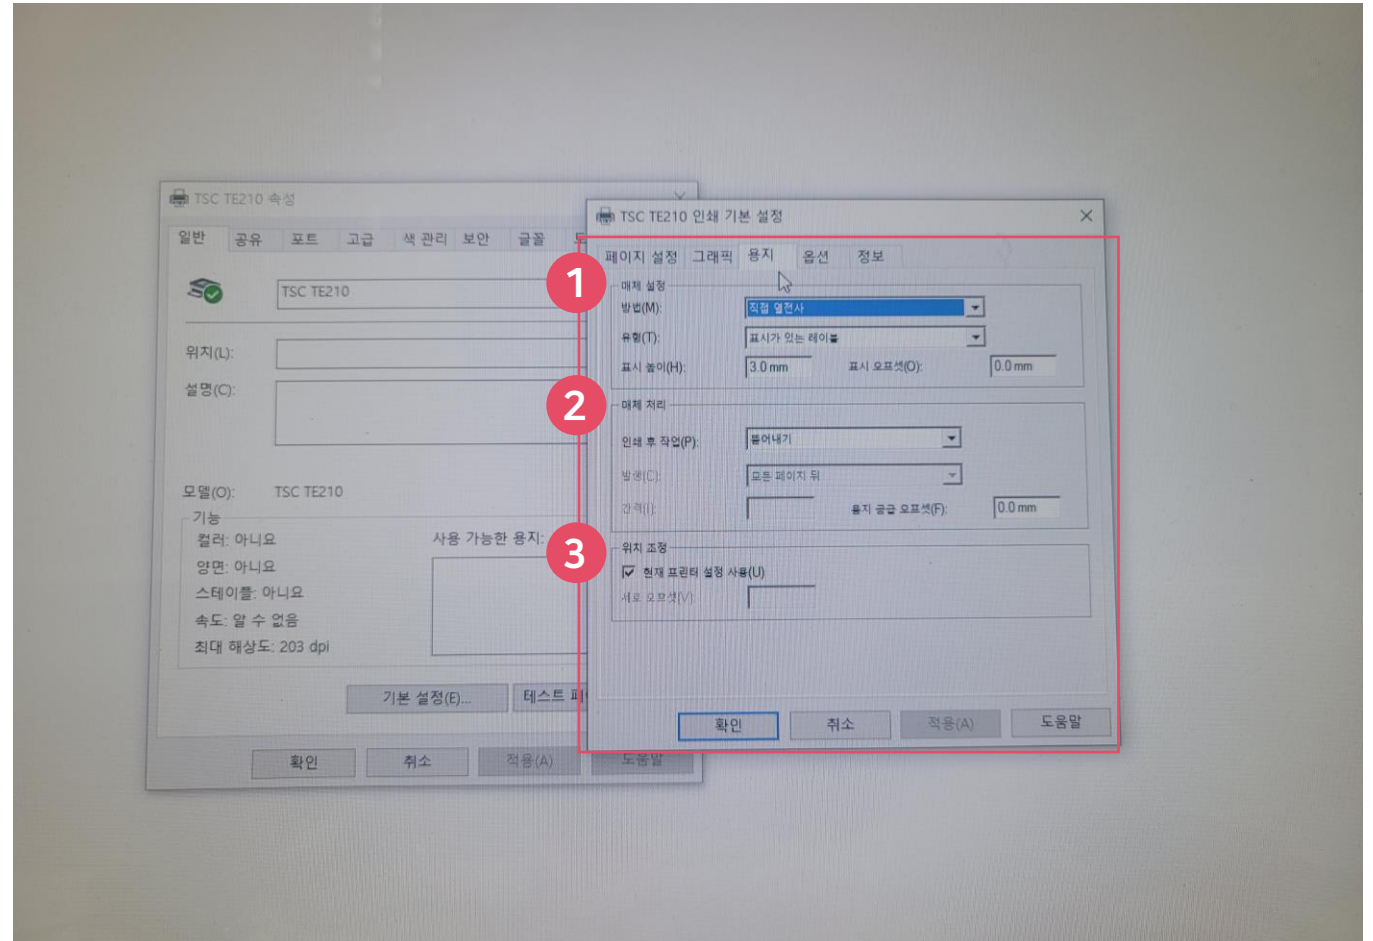 TSC TE210 속성
일반 공유 포트 고급 색 관리 보안 글꼴
TSC TE210
위치(L):
설명(C):
모델(O): TSC TE210
기능
컬러: 아니요
양면: 아니요
스테이플: 아니요
속도: 알 수 없음
최대 해상도: 203 dpi
사용 가능한 용지:
기본 설정(E)...
확인 취소 적용(A) 도움말
TSC TE210 인쇄 기본 설정
페이지 설정 그래픽 용지 옵션 정보
1
매체 설정
방법(M): 직접 열전사
유형(T): 표시가 있는 레이블
표시 높이(H): 3.0 mm 표시 오프셋(O): 0.0 mm
2
매체 처리
인쇄 후 작업(P): 뜯어내기
발생(C): 모든 페이지 뒤
간격(I): 용지 공급 오프셋(F): 0.0 mm
3
위치 조정
현재 프린터 설정 사용(U)
세로 오프셋(V):
확인 취소 적용(A) 도움말